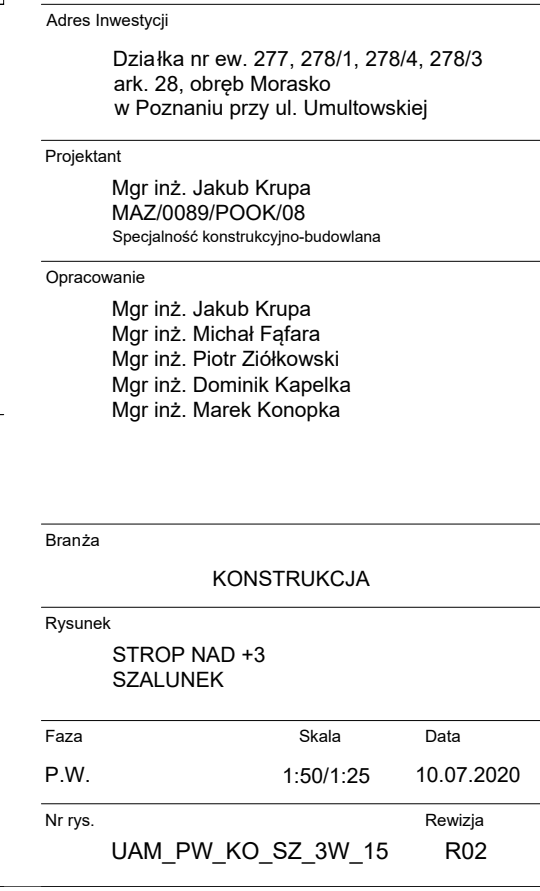 Adres Inwestycji
Działka nr ew. 277, 278/1, 278/4, 278/3
ark. 28, obręb Morasko
w Poznaniu przy ul. Umultowskiej
Projektant
Mgr inż. Jakub Krupa
MAZ/0089/POOK/08
Specjalność konstrukcyjno-budowlana
Opracowanie
Mgr inż. Jakub Krupa
Mgr inż. Michał Fąfara
Mgr inż. Piotr Ziółkowski
Mgr inż. Dominik Kapelka
Mgr inż. Marek Konopka
Branża
KONSTRUKCJA
Rysunek
STROP NAD +3
SZALUNEK
Faza Skala Data
P.W. 1:50/1:25 10.07.2020
Nr rys. Rewizja
UAM_PW_KO_SZ_3W_15 R02